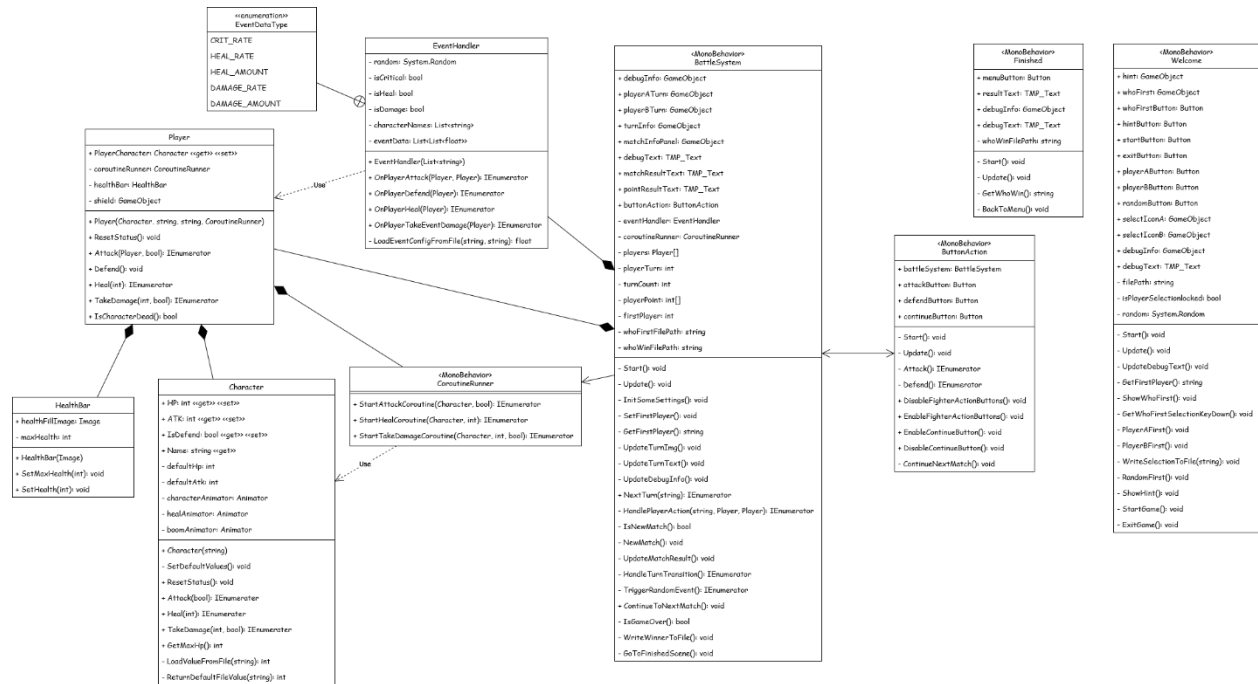 «enumeration»
EventDataType
CRIT_RATE
HEAL_RATE
HEAL_AMOUNT
DAMAGE_RATE
DAMAGE_AMOUNT
EventHandler
- random: System.Random
- isCritical: bool
- isHeal: bool
- isDamage: bool
- characterNames: List<string>
- eventData: List<List<float>>
+ EventHandler(List<string>)
+ OnPlayerAttack(Player, Player): IEnumerator
+ OnPlayerDefend(Player): IEnumerator
+ OnPlayerHeal(Player): IEnumerator
+ OnPlayerTakeEventDamage(Player): IEnumerator
- LoadEventConfigFromFile(string, string): float
Use
Player
+ PlayerCharacter: Character «get» «set»
- coroutineRunner: CoroutineRunner
- healthBar: HealthBar
- shield: GameObject
+ Player(Character, string, string, CoroutineRunner)
+ ResetStatus(): void
+ Attack(Player, bool): IEnumerator
+ Defend(): void
+ Heal(int): IEnumerator
+ TakeDamage(int, bool): IEnumerator
+ IsCharacterDead(): bool
HealthBar
+ healthFillImage: Image
- maxHealth: int
+ HealthBar(Image)
+ SetMaxHealth(int): void
+ SetHealth(int): void
Character
+ HP: int «get» «set»
+ ATK: int «get» «set»
+ IsDefend: bool «get» «set»
+ Name: string «get»
- defaultHp: int
- defaultAtk: int
- characterAnimator: Animator
- healAnimator: Animator
- boomAnimator: Animator
+ Character(string)
- SetDefaultValues(): void
+ ResetStatus(): void
+ Attack(bool): IEnumerater
+ Heal(int): IEnumerater
+ TakeDamage(int, bool): IEnumerater
+ GetMaxHp(): int
- LoadValueFromFile(string): int
- ReturnDefaultFileValue(string): int
<MonoBehavior>
CoroutineRunner
+ StartAttackCoroutine(Character, bool): IEnumerator
+ StartHealCoroutine(Character, int): IEnumerator
+ StartTakeDamageCoroutine(Character, int, bool): IEnumerator
Use
<MonoBehavior>
BattleSystem
+ debugInfo: GameObject
+ playerATurn: GameObject
+ playerBTurn: GameObject
+ turnInfo: GameObject
+ matchInfoPanel: GameObject
+ debugText: TMP_Text
+ matchResultText: TMP_Text
+ pointResultText: TMP_Text
+ buttonAction: ButtonAction
- eventHandler: EventHandler
- coroutineRunner: CoroutineRunner
- players: Player[]
- playerTurn: int
- turnCount: int
- playerPoint: int[]
- firstPlayer: int
- whoFirstFilePath: string
- whoWinFilePath: string
- Start(): void
- Update(): void
- InitSomeSettings(): void
- SetFirstPlayer(): void
- GetFirstPlayer(): string
- UpdateTurnImg(): void
- UpdateTurnText(): void
- UpdateDebugInfo(): void
+ NextTurn(string): IEnumerator
- HandlePlayerAction(string, Player, Player): IEnumerator
- IsNewMatch(): bool
- NewMatch(): void
- UpdateMatchResult(): void
- HandleTurnTransition(): IEnumerator
- TriggerRandomEvent(): IEnumerator
+ ContinueToNextMatch(): void
- IsGameOver(): bool
- WriteWinnerToFile(): void
- GoToFinishedScene(): void
<MonoBehavior>
ButtonAction
+ battleSystem: BattleSystem
+ attackButton: Button
+ defendButton: Button
+ continueButton: Button
- Start(): void
- Update(): void
- Attack(): IEnumerator
- Defend(): IEnumerator
+ DisableFighterActionButtons(): void
+ EnableFighterActionButtons(): void
+ EnableContinueButton(): void
+ DisableContinueButton(): void
- ContinueNextMatch(): void
<MonoBehavior>
Finished
+ menuButton: Button
+ resultText: TMP_Text
+ debugInfo: GameObject
+ debugText: TMP_Text
- whoWinFilePath: string
- Start(): void
- Update(): void
- GetWhoWin(): string
- BackToMenu(): void
<MonoBehavior>
Welcome
+ hint: GameObject
+ whoFirst: GameObject
+ whoFirstButton: Button
+ hintButton: Button
+ startButton: Button
+ exitButton: Button
+ playerAButton: Button
+ playerBButton: Button
+ randomButton: Button
+ selectIconA: GameObject
+ selectIconB: GameObject
+ debugInfo: GameObject
+ debugText: TMP_Text
- filePath: string
- isPlayerSelectionlocked: bool
- random: System.Random
- Start(): void
- Update(): void
- UpdateDebugText(): void
- GetFirstPlayer(): string
- ShowWhoFirst(): void
- GetWhoFirstSelectionKeyDown(): void
- PlayerAFirst(): void
- PlayerBFirst(): void
- WriteSelectionToFile(string): void
- RandomFirst(): void
- ShowHint(): void
- StartGame(): void
- ExitGame(): void